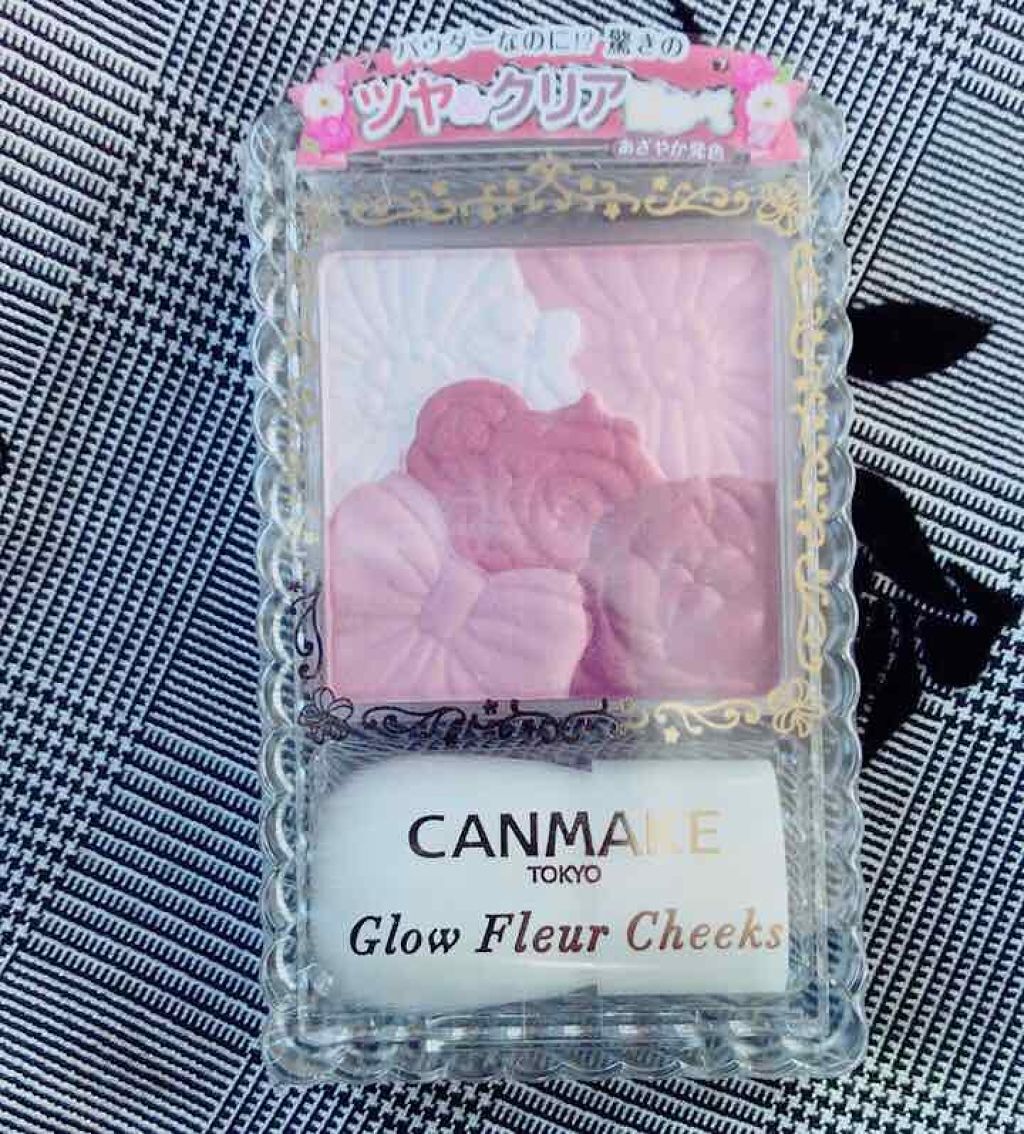 パウダーなのに!? 驚きの
ツヤ クリア
あざやか発色
CANMAKE
TOKYO
Glow Fleur Cheeks